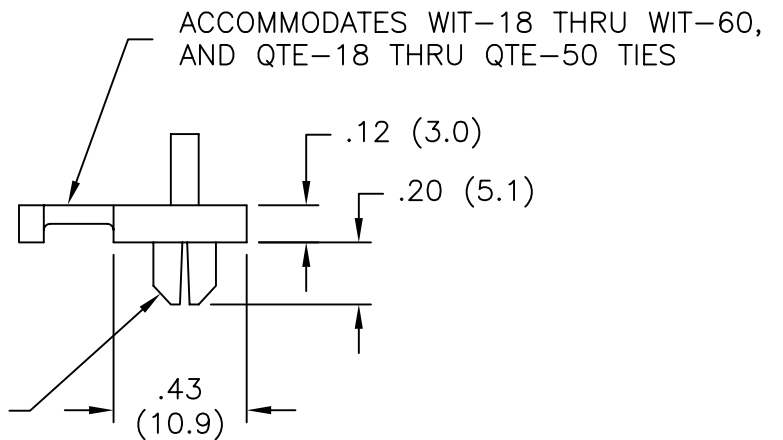 ACCOMMODATES WIT-18 THRU WIT-60,
AND QTE-18 THRU QTE-50 TIES
.12 (3.0)
.20 (5.1)
.43
(10.9)